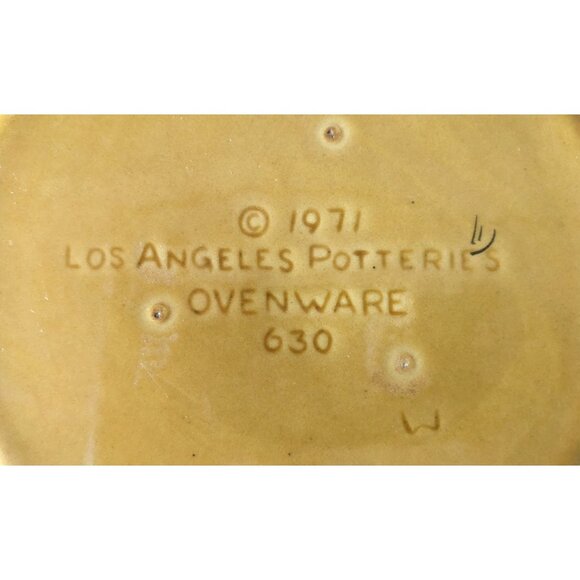 © 1971
LOS ANGELES POTTERIES
OVENWARE
630
W